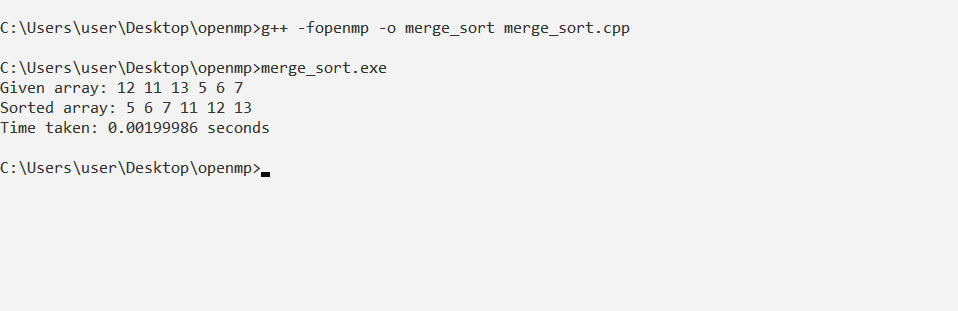 C:\Users\user\Desktop\openmp>g++ -fopenmp -o merge_sort merge_sort.cpp
C:\Users\user\Desktop\openmp>merge_sort.exe
Given array: 12 11 13 5 6 7
Sorted array: 5 6 7 11 12 13
Time taken: 0.00199986 seconds
C:\Users\user\Desktop\openmp>